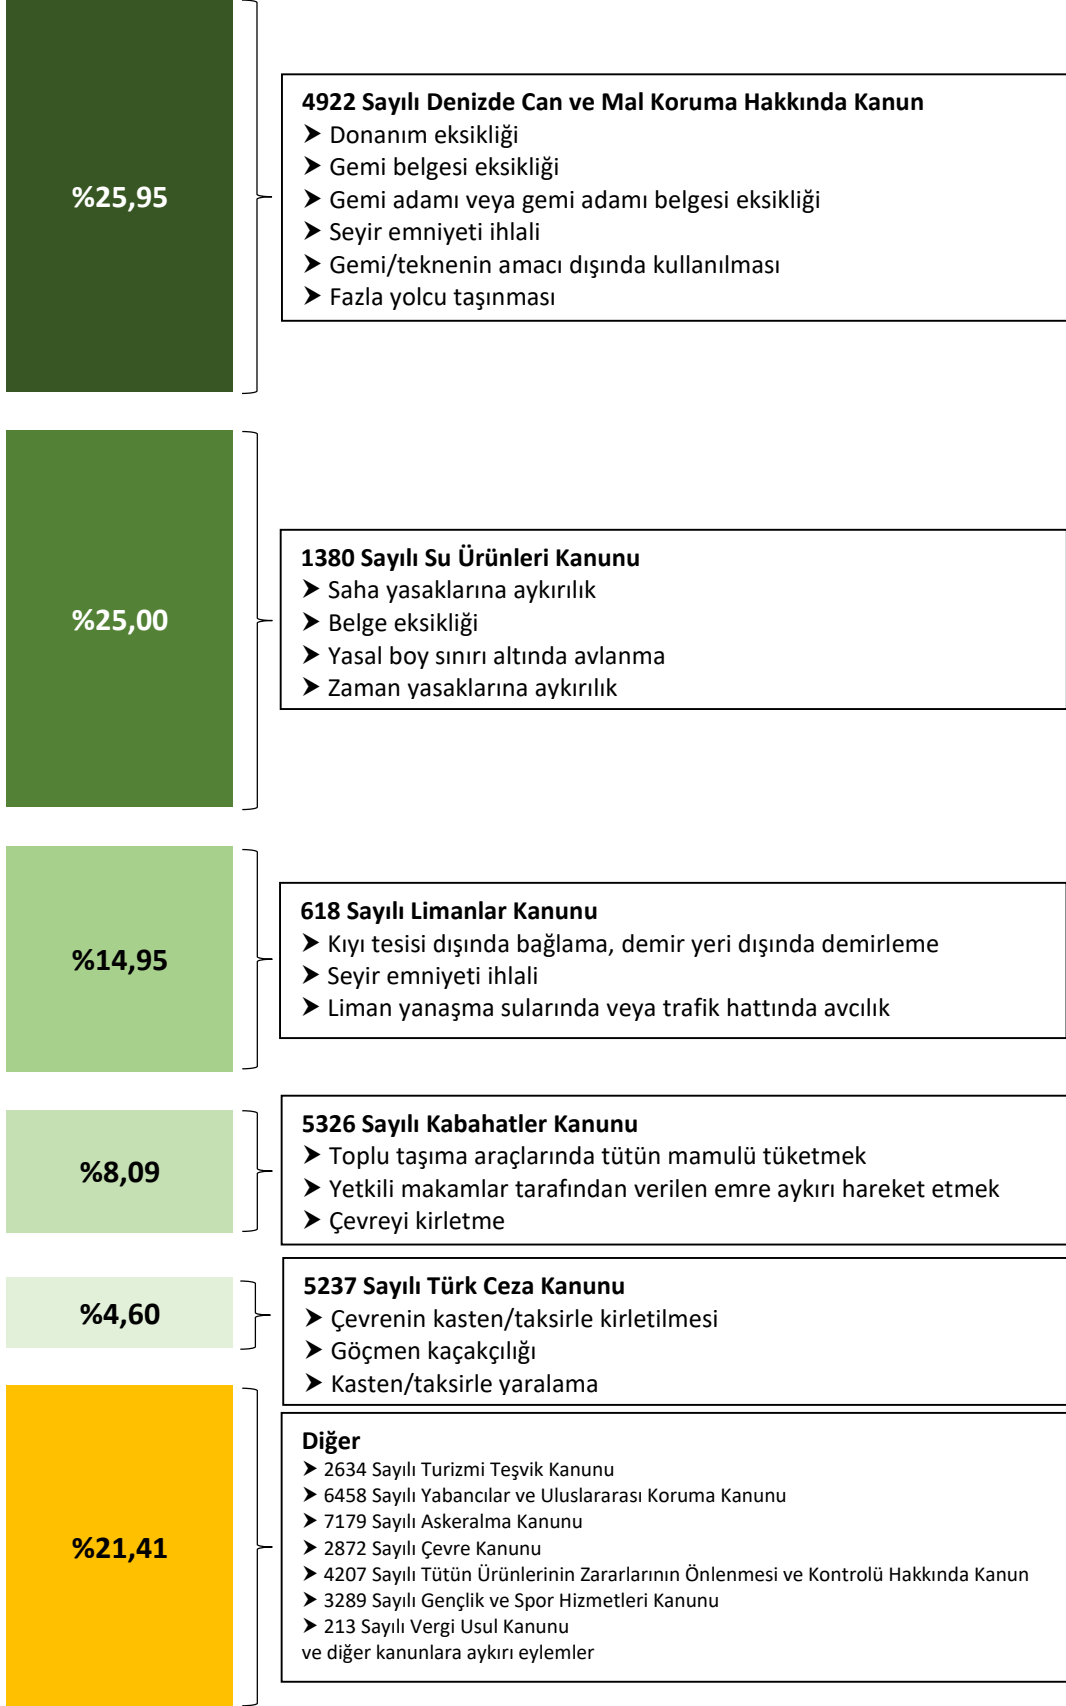 %25,95
4922 Sayılı Denizde Can ve Mal Koruma Hakkında Kanun
➤ Donanım eksikliği
➤ Gemi belgesi eksikliği
➤ Gemi adamı veya gemi adamı belgesi eksikliği
➤ Seyir emniyeti ihlali
➤ Gemi/teknenin amacı dışında kullanılması
➤ Fazla yolcu taşınması
%25,00
1380 Sayılı Su Ürünleri Kanunu
➤ Saha yasaklarına aykırılık
➤ Belge eksikliği
➤ Yasal boy sınırı altında avlanma
➤ Zaman yasaklarına aykırılık
%14,95
618 Sayılı Limanlar Kanunu
➤ Kıyı tesisi dışında bağlama, demir yeri dışında demirleme
➤ Seyir emniyeti ihlali
➤ Liman yanaşma sularında veya trafik hattında avcılık
%8,09
5326 Sayılı Kabahatler Kanunu
➤ Toplu taşıma araçlarında tütün mamulü tüketmek
➤ Yetkili makamlar tarafından verilen emre aykırı hareket etmek
➤ Çevreyi kirletme
%4,60
5237 Sayılı Türk Ceza Kanunu
➤ Çevrenin kasten/taksirle kirletilmesi
➤ Göçmen kaçakçılığı
➤ Kasten/taksirle yaralama
%21,41
Diğer
➤ 2634 Sayılı Turizmi Teşvik Kanunu
➤ 6458 Sayılı Yabancılar ve Uluslararası Koruma Kanunu
➤ 7179 Sayılı Askeralma Kanunu
➤ 2872 Sayılı Çevre Kanunu
➤ 4207 Sayılı Tütün Ürünlerinin Zararlarının Önlenmesi ve Kontrolü Hakkında Kanun
➤ 3289 Sayılı Gençlik ve Spor Hizmetleri Kanunu
➤ 213 Sayılı Vergi Usul Kanunu
ve diğer kanunlara aykırı eylemler